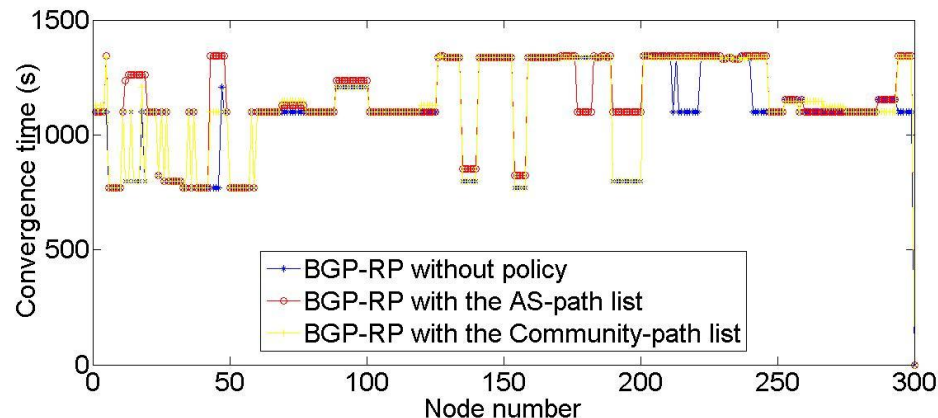 1500
1000
500
0
Convergence time (s)
BGP-RP without policy
BGP-RP with the AS-path list
BGP-RP with the Community-path list
0 50 100 150 200 250 300
Node number